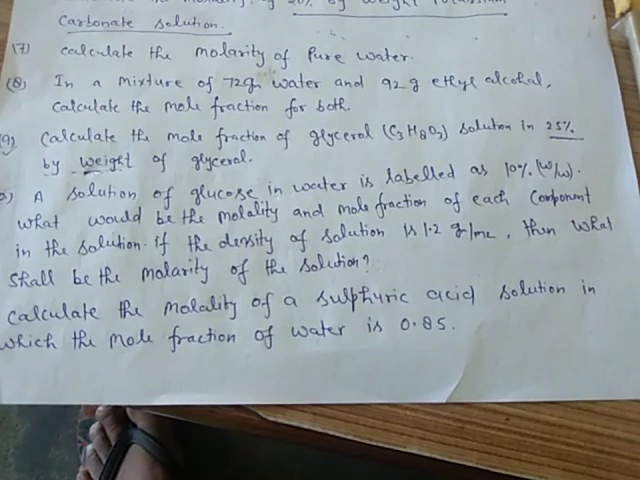 by weight
Carbonate solution.
(7) calculate the molarity of Pure water.
(8) In a mixture of 72gm water and 92 g ethyl alcohal,
calculate the mole fraction for both.
(9) Calculate the mole fraction of glycerol (C3H8O3) solution in 25%
by weight of glycerol.
A solution of glucose in water is labelled as 10% (w/w).
what would be the molality and mole fraction of each Component
in the solution. if the density of solution is 1.2 g/mL, then what
shall be the molarity of the solution?
calculate the molality of a sulphuric acid solution in
which the mole fraction of water is 0.85.